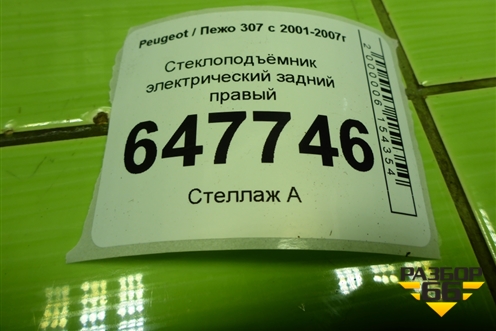 Peugeot / Пежо 307 с 2001-2007г
Стеклоподъёмник
электрический задний
правый
647746
Стеллаж А
2000006154354
РАЗБОР
66